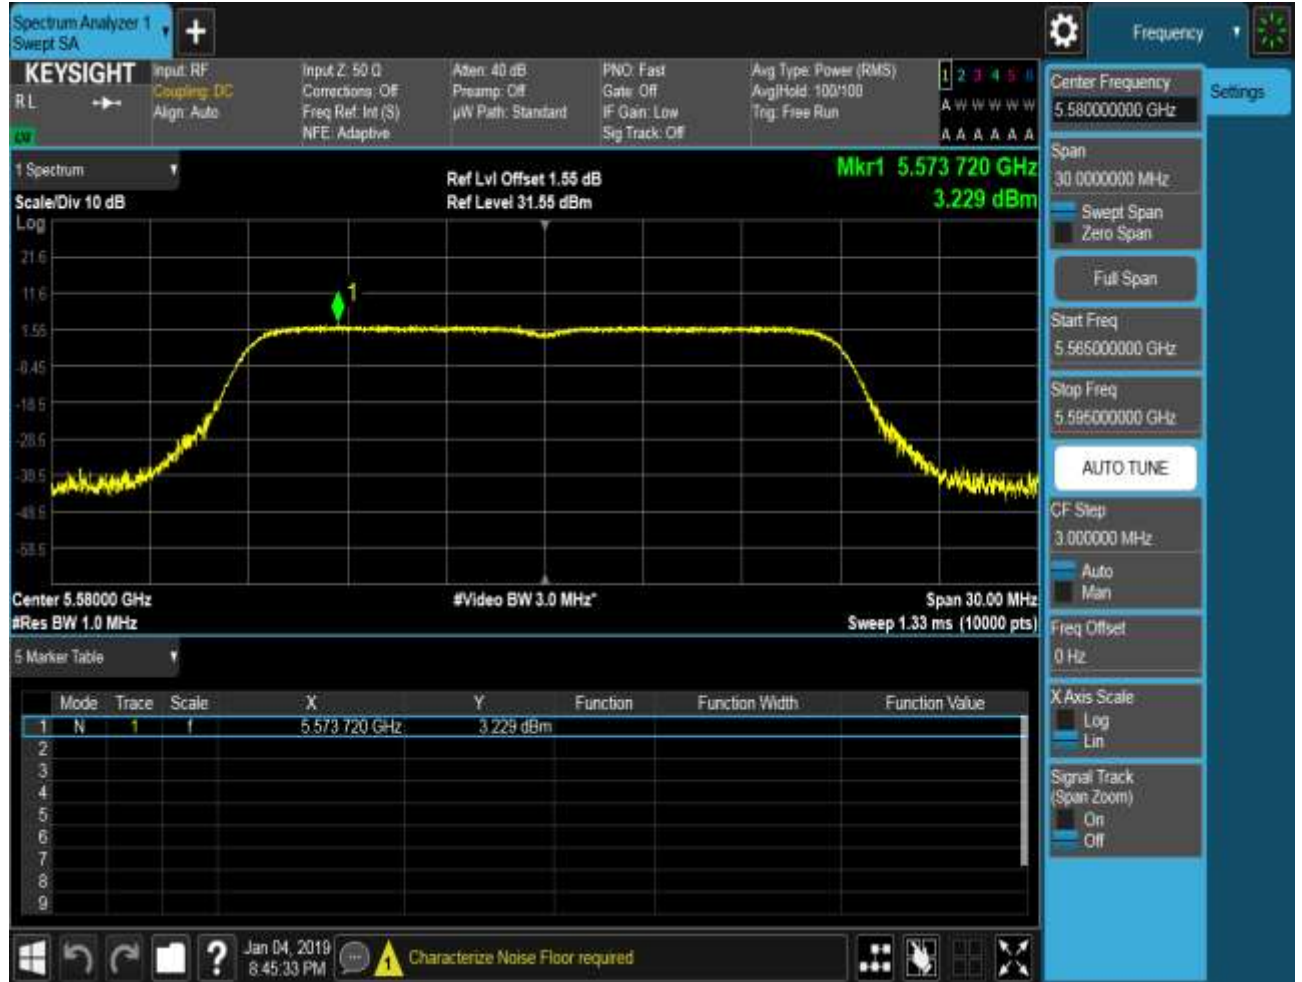 Spectrum Analyzer 1
Swept SA
Frequency
KEYSIGHT
RL
Input: RF
Coupling: DC
Align: Auto
Input Z: 50 Ω
Corrections: Off
Freq Ref: Int (S)
NFE: Adaptive
Atten: 40 dB
Preamp: Off
µW Path: Standard
PNO: Fast
Gate: Off
IF Gain: Low
Sig Track: Off
Avg Type: Power (RMS)
Avg|Hold: 100/100
Trig: Free Run
1 2 3 4 5 6
A W W W W W
A A A A A A
1 Spectrum
Scale/Div 10 dB
Log
Ref Lvl Offset 1.55 dB
Ref Level 31.55 dBm
Mkr1 5.573 720 GHz
3.229 dBm
21.6
11.6
1.55
-8.45
-18.5
-28.5
-38.5
-48.5
-58.5
1
Center 5.58000 GHz
#Res BW 1.0 MHz
#Video BW 3.0 MHz*
Span 30.00 MHz
Sweep 1.33 ms (10000 pts)
5 Marker Table
Mode Trace Scale X Y Function Function Width Function Value
1 N 1 f 5.573 720 GHz 3.229 dBm
2
3
4
5
6
7
8
9
Center Frequency
5.580000000 GHz
Settings
Span
30.0000000 MHz
Swept Span
Zero Span
Full Span
Start Freq
5.565000000 GHz
Stop Freq
5.595000000 GHz
AUTO TUNE
CF Step
3.000000 MHz
Auto
Man
Freq Offset
0 Hz
X Axis Scale
Log
Lin
Signal Track
(Span Zoom)
On
Off
?
Jan 04, 2019
8:45:33 PM
1
Characterize Noise Floor required